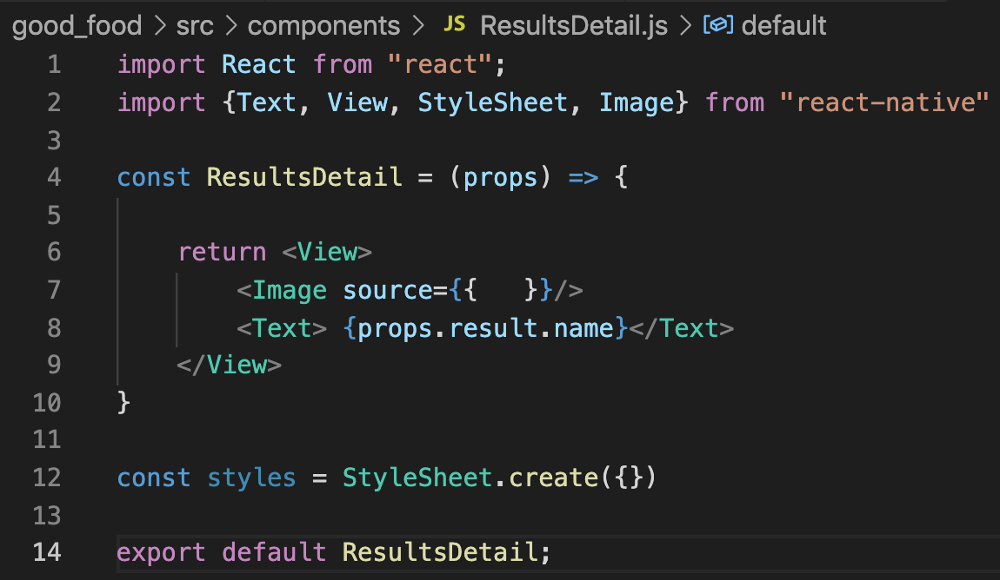 good_food > src > components > JS ResultsDetail.js > default
1 import React from "react";
2 import {Text, View, StyleSheet, Image} from "react-native"
3
4 const ResultsDetail = (props) => {
5
6 return <View>
7 <Image source={{   }}/>
8 <Text> {props.result.name}</Text>
9 </View>
10 }
11
12 const styles = StyleSheet.create({})
13
14 export default ResultsDetail;